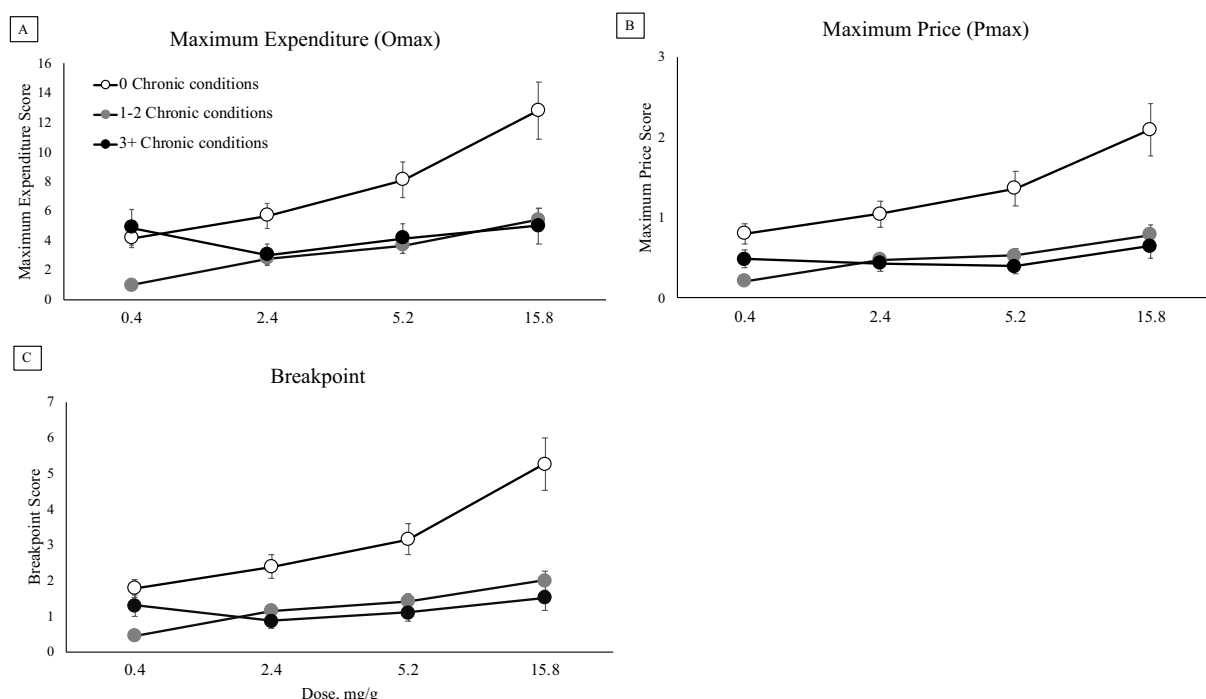 A
Maximum Expenditure (Omax)
Maximum Expenditure Score
16
14
12
10
8
6
4
2
0
0 Chronic conditions
1-2 Chronic conditions
3+ Chronic conditions
0.4 2.4 5.2 15.8
B
Maximum Price (Pmax)
Maximum Price Score
3
2
1
0
0.4 2.4 5.2 15.8
C
Breakpoint
Breakpoint Score
7
6
5
4
3
2
1
0
0.4 2.4 5.2 15.8
Dose, mg/g